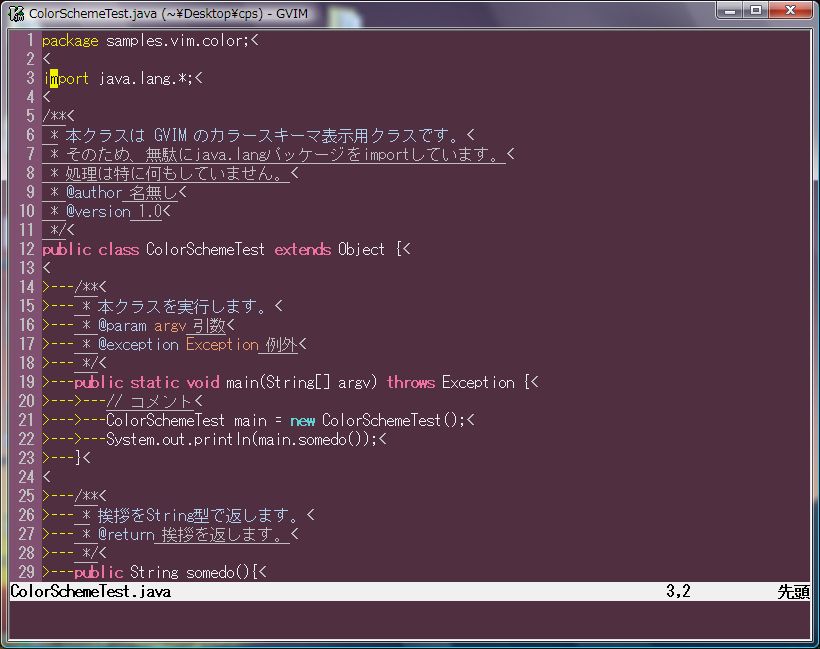 ColorSchemeTest.java (~¥Desktop¥cps) - GVIM
1 package samples.vim.color;<
2 <
3 import java.lang.*;<
4 <
5 /**<
6  * 本クラスは GVIM のカラースキーマ表示用クラスです。<
7  * そのため、無駄にjava.langパッケージをimportしています。<
8  * 処理は特に何もしていません。<
9  * @author 名無し<
10  * @version 1.0<
11  */<
12 public class ColorSchemeTest extends Object {<
13 <
14 >---/**<
15 >--- * 本クラスを実行します。<
16 >--- * @param argv 引数<
17 >--- * @exception Exception 例外<
18 >--- */<
19 >---public static void main(String[] argv) throws Exception {<
20 >--->---// コメント<
21 >--->---ColorSchemeTest main = new ColorSchemeTest();<
22 >--->---System.out.println(main.somedo());<
23 >---}<
24 <
25 >---/**<
26 >--- * 挨拶をString型で返します。<
27 >--- * @return 挨拶を返します。<
28 >--- */<
29 >---public String somedo(){<
ColorSchemeTest.java 3,2 先頭